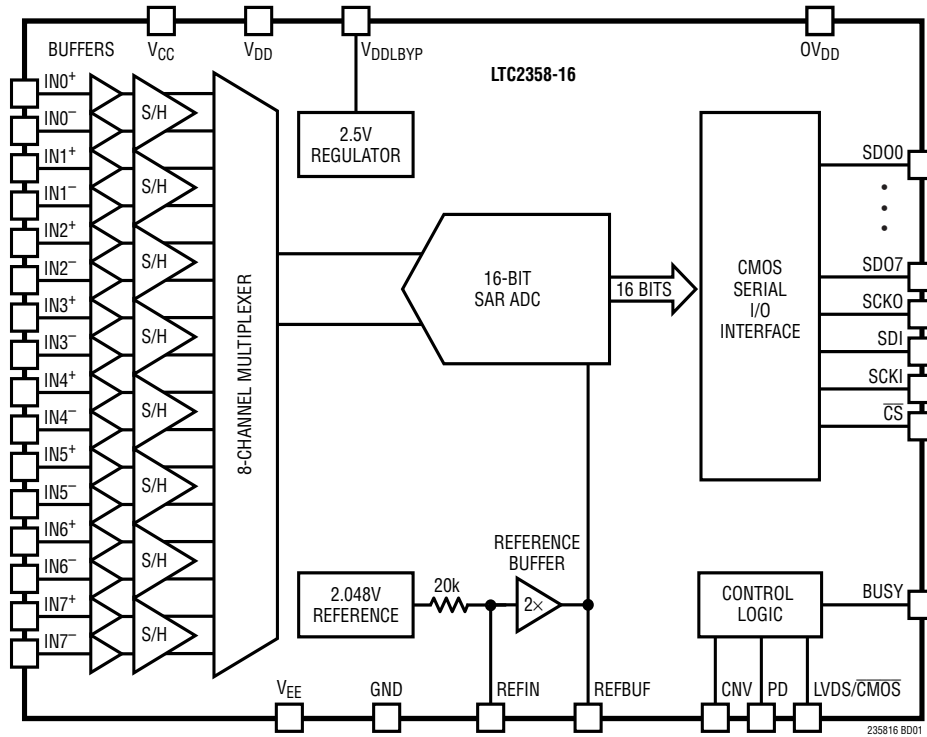 BUFFERS
VCC
VDD
VDDLBYP
OVDD
LTC2358-16
IN0+
IN0–
IN1+
IN1–
IN2+
IN2–
IN3+
IN3–
IN4+
IN4–
IN5+
IN5–
IN6+
IN6–
IN7+
IN7–
S/H
S/H
S/H
S/H
S/H
S/H
S/H
S/H
8-CHANNEL MULTIPLEXER
2.5V
REGULATOR
16-BIT
SAR ADC
16 BITS
CMOS
SERIAL
I/O
INTERFACE
SDO0
SDO7
SCKO
SDI
SCKI
C̅S̅
2.048V
REFERENCE
20k
REFERENCE
BUFFER
2×
CONTROL
LOGIC
BUSY
VEE
GND
REFIN
REFBUF
CNV
PD
LVDS/C̅M̅O̅S̅
235816 BD01